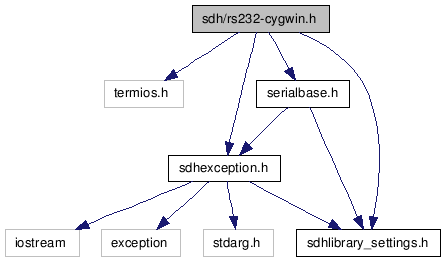 sdh/rs232-cygwin.h
termios.h
serialbase.h
sdhexception.h
iostream
exception
stdarg.h
sdhlibrary_settings.h